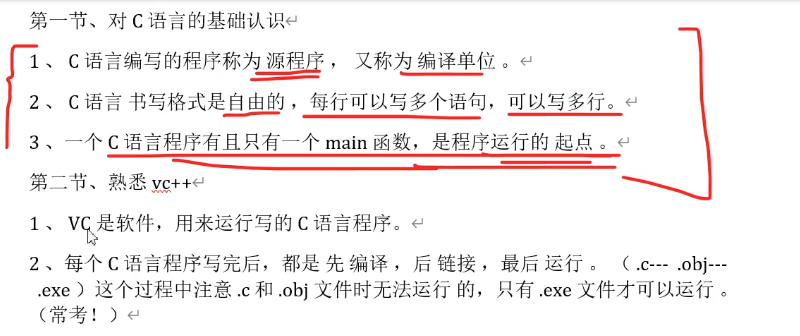 第一节、对 C 语言的基础认识↵
1 、 C 语言编写的程序称为 源程序 ， 又称为 编译单位 。↵
2 、 C 语言 书写格式是自由的 ， 每行可以写多个语句，可以写多行。↵
3 、一个 C 语言程序有且只有一个 main 函数，是程序运行的 起点 。↵
第二节、熟悉 vc++↵
1 、 VC 是软件，用来运行写的 C 语言程序。↵
2 、每个 C 语言程序写完后，都是 先 编译 ，后 链接 ，最后 运行 。 （ .c--- .obj---
.exe ）这个过程中注意 .c 和 .obj 文件时无法运行 的，只有 .exe 文件才可以运行 。
（常考！）↵